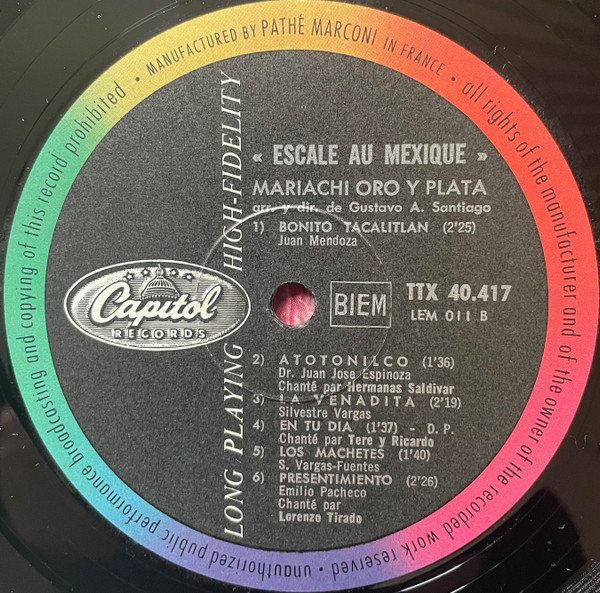 • MANUFACTURED BY PATHÉ MARCONI IN FRANCE • all rights of the manufacturer and of the owner of the recorded work reserved • unauthorized public performance broadcasting and copying of this record prohibited
LONG PLAYING HIGH-FIDELITY
« ESCALE AU MEXIQUE »
MARIACHI ORO Y PLATA
arr. y dir. de Gustavo A. Santiago
1) BONITO TACALITLAN (2'25)
Juan Mendoza
Capitol
RECORDS
BIEM
TTX 40.417
LEM 011 B
2) ATOTONILCO (1'36)
Dr. Juan Jose Espinoza
Chanté par Hermanas Saldivar
3) LA VENADITA (2'19)
Silvestre Vargas
4) EN TU DIA (1'37) - D. P.
Chanté par Tere y Ricardo
5) LOS MACHETES (1'40)
S. Vargas-Fuentes
6) PRESENTIMIENTO (2'26)
Emilio Pacheco
Chanté par
Lorenzo Tirado